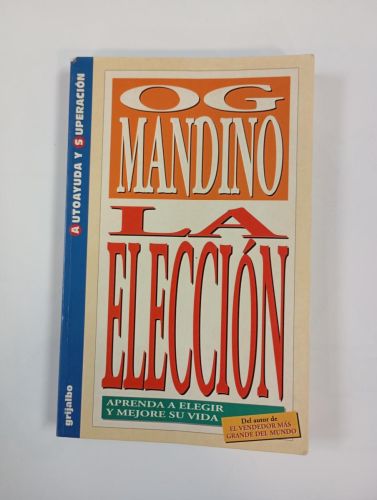 OG
MANDINO
LA
ELECCIÓN
APRENDA A ELEGIR
Y MEJORE SU VIDA
Del autor de
EL VENDEDOR MÁS
GRANDE DEL MUNDO
AUTOAYUDA Y SUPERACIÓN
grijalbo